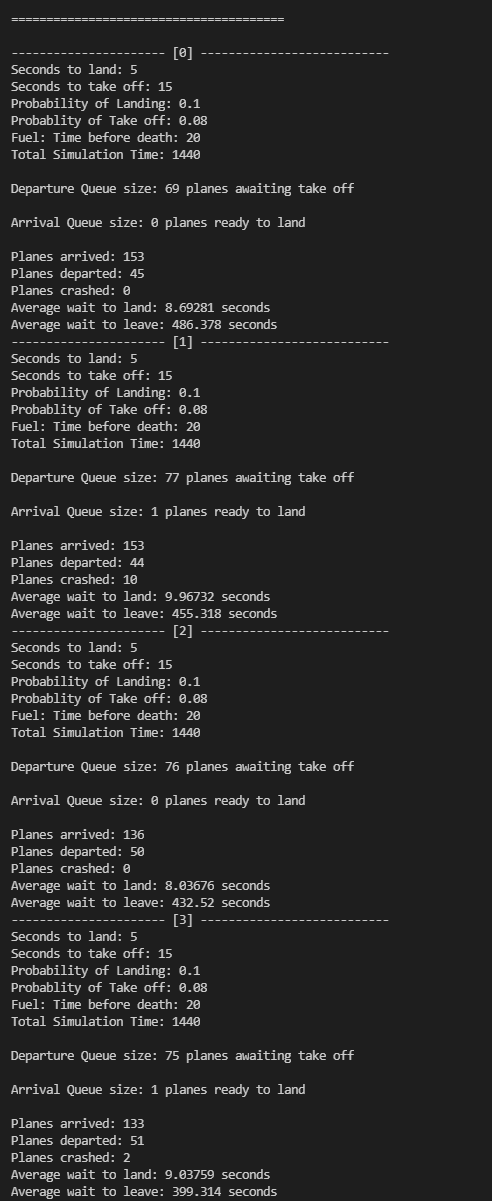 =======================================
---------------------- [0] ---------------------------
Seconds to land: 5
Seconds to take off: 15
Probability of Landing: 0.1
Probablity of Take off: 0.08
Fuel: Time before death: 20
Total Simulation Time: 1440
Departure Queue size: 69 planes awaiting take off
Arrival Queue size: 0 planes ready to land
Planes arrived: 153
Planes departed: 45
Planes crashed: 0
Average wait to land: 8.69281 seconds
Average wait to leave: 486.378 seconds
---------------------- [1] ---------------------------
Seconds to land: 5
Seconds to take off: 15
Probability of Landing: 0.1
Probablity of Take off: 0.08
Fuel: Time before death: 20
Total Simulation Time: 1440
Departure Queue size: 77 planes awaiting take off
Arrival Queue size: 1 planes ready to land
Planes arrived: 153
Planes departed: 44
Planes crashed: 10
Average wait to land: 9.96732 seconds
Average wait to leave: 455.318 seconds
---------------------- [2] ---------------------------
Seconds to land: 5
Seconds to take off: 15
Probability of Landing: 0.1
Probablity of Take off: 0.08
Fuel: Time before death: 20
Total Simulation Time: 1440
Departure Queue size: 76 planes awaiting take off
Arrival Queue size: 0 planes ready to land
Planes arrived: 136
Planes departed: 50
Planes crashed: 0
Average wait to land: 8.03676 seconds
Average wait to leave: 432.52 seconds
---------------------- [3] ---------------------------
Seconds to land: 5
Seconds to take off: 15
Probability of Landing: 0.1
Probablity of Take off: 0.08
Fuel: Time before death: 20
Total Simulation Time: 1440
Departure Queue size: 75 planes awaiting take off
Arrival Queue size: 1 planes ready to land
Planes arrived: 133
Planes departed: 51
Planes crashed: 2
Average wait to land: 9.03759 seconds
Average wait to leave: 399.314 seconds